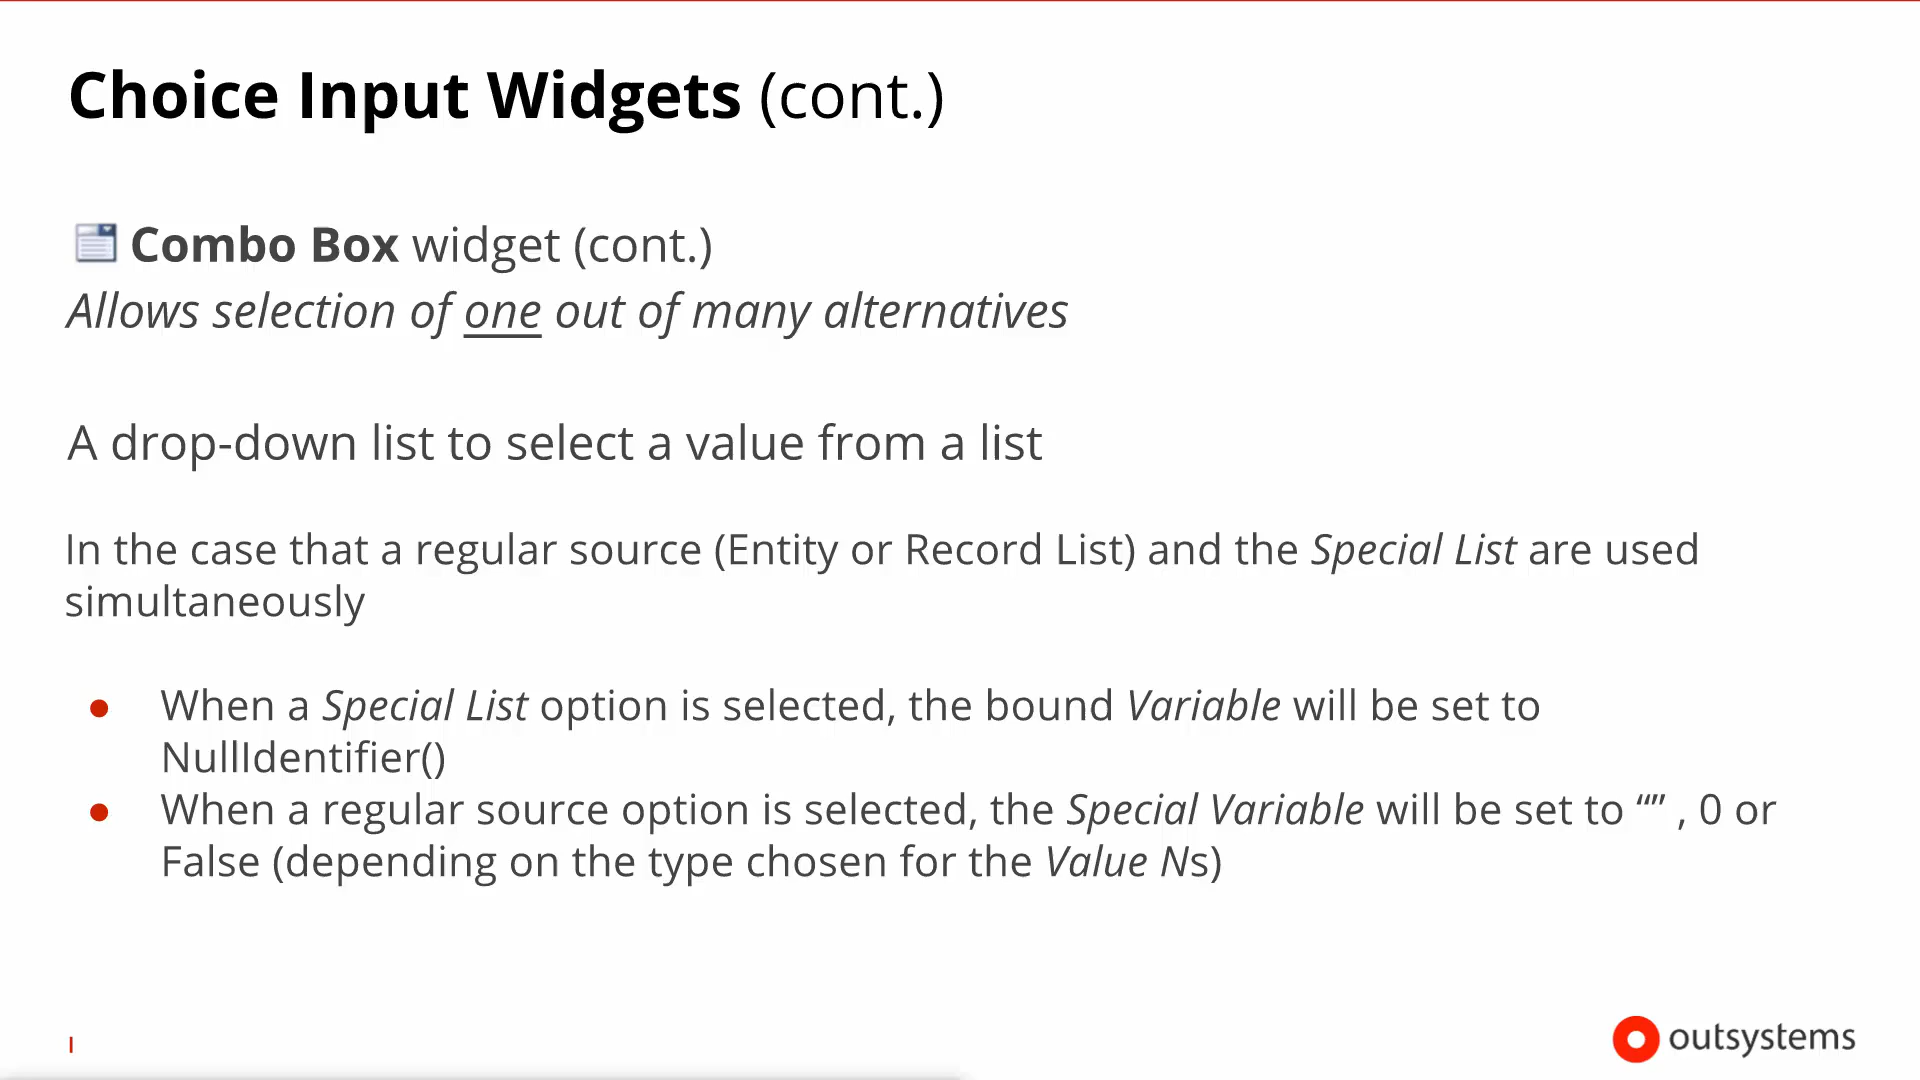 Choice Input Widgets (cont.)
Combo Box widget (cont.)
Allows selection of one out of many alternatives
A drop-down list to select a value from a list
In the case that a regular source (Entity or Record List) and the Special List are used
simultaneously
● When a Special List option is selected, the bound Variable will be set to
NullIdentifier()
● When a regular source option is selected, the Special Variable will be set to “” , 0 or
False (depending on the type chosen for the Value Ns)
I
outsystems